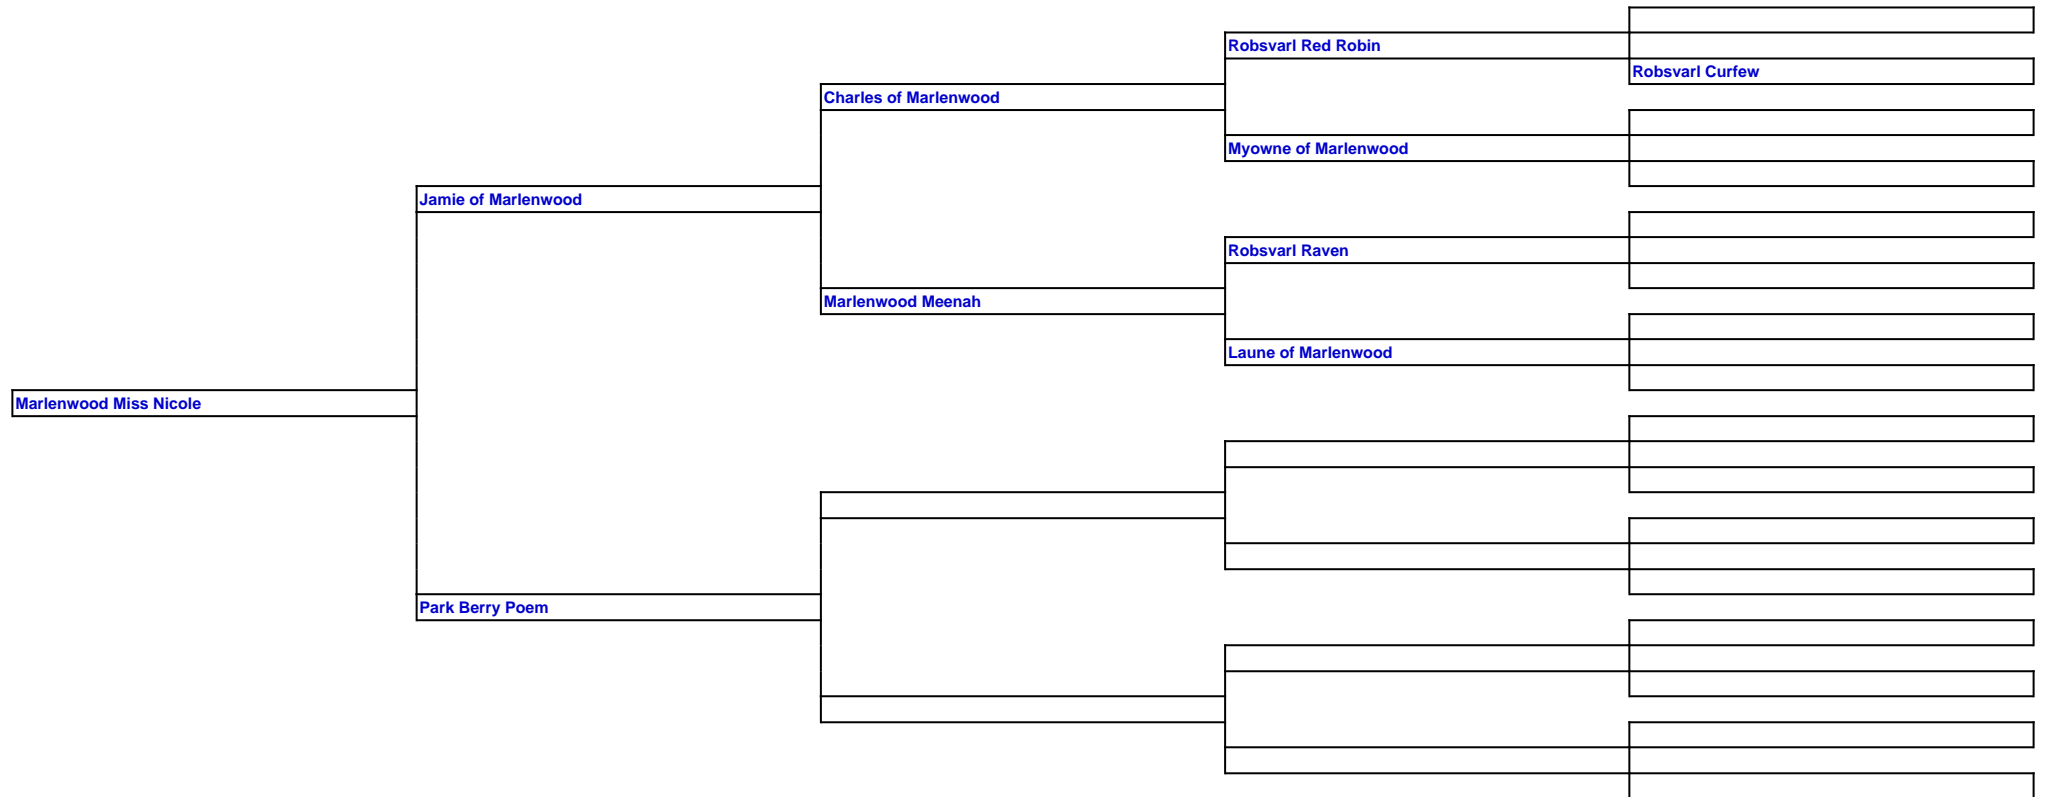 Robsvarl Red Robin
Robsvarl Curfew
Charles of Marlenwood
Myowne of Marlenwood
Jamie of Marlenwood
Robsvarl Raven
Marlenwood Meenah
Laune of Marlenwood
Marlenwood Miss Nicole
Park Berry Poem